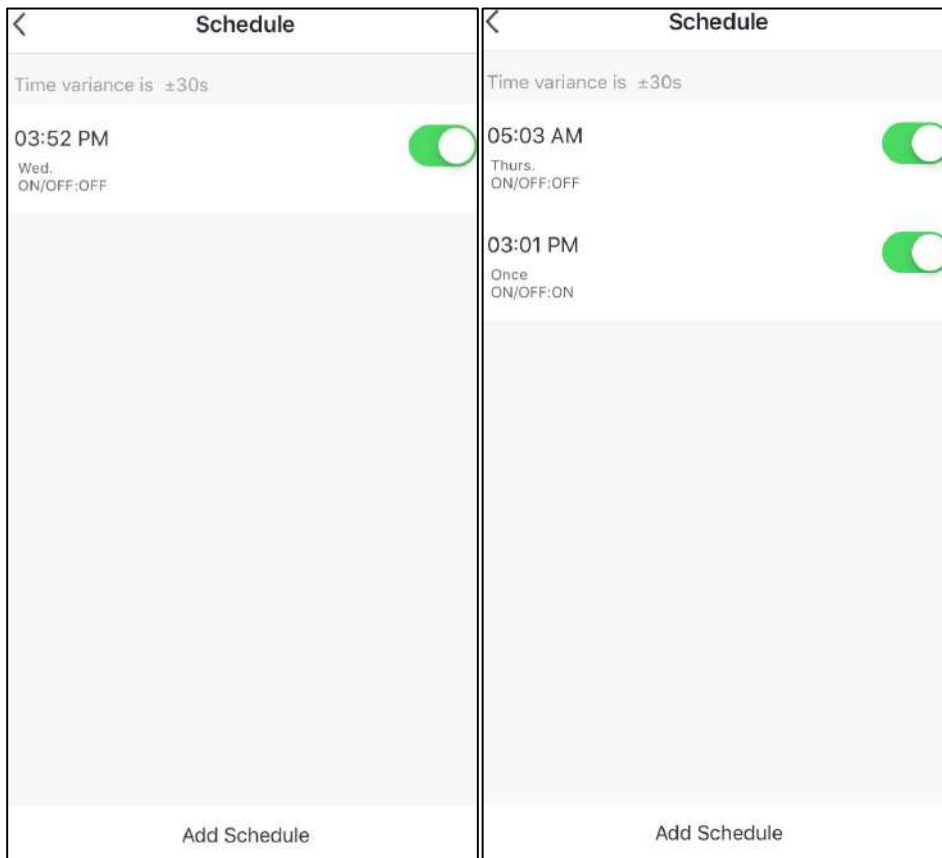 Schedule
Time variance is ±30s
03:52 PM
Wed.
ON/OFF:OFF
Add Schedule
Schedule
Time variance is ±30s
05:03 AM
Thurs.
ON/OFF:OFF
03:01 PM
Once
ON/OFF:ON
Add Schedule